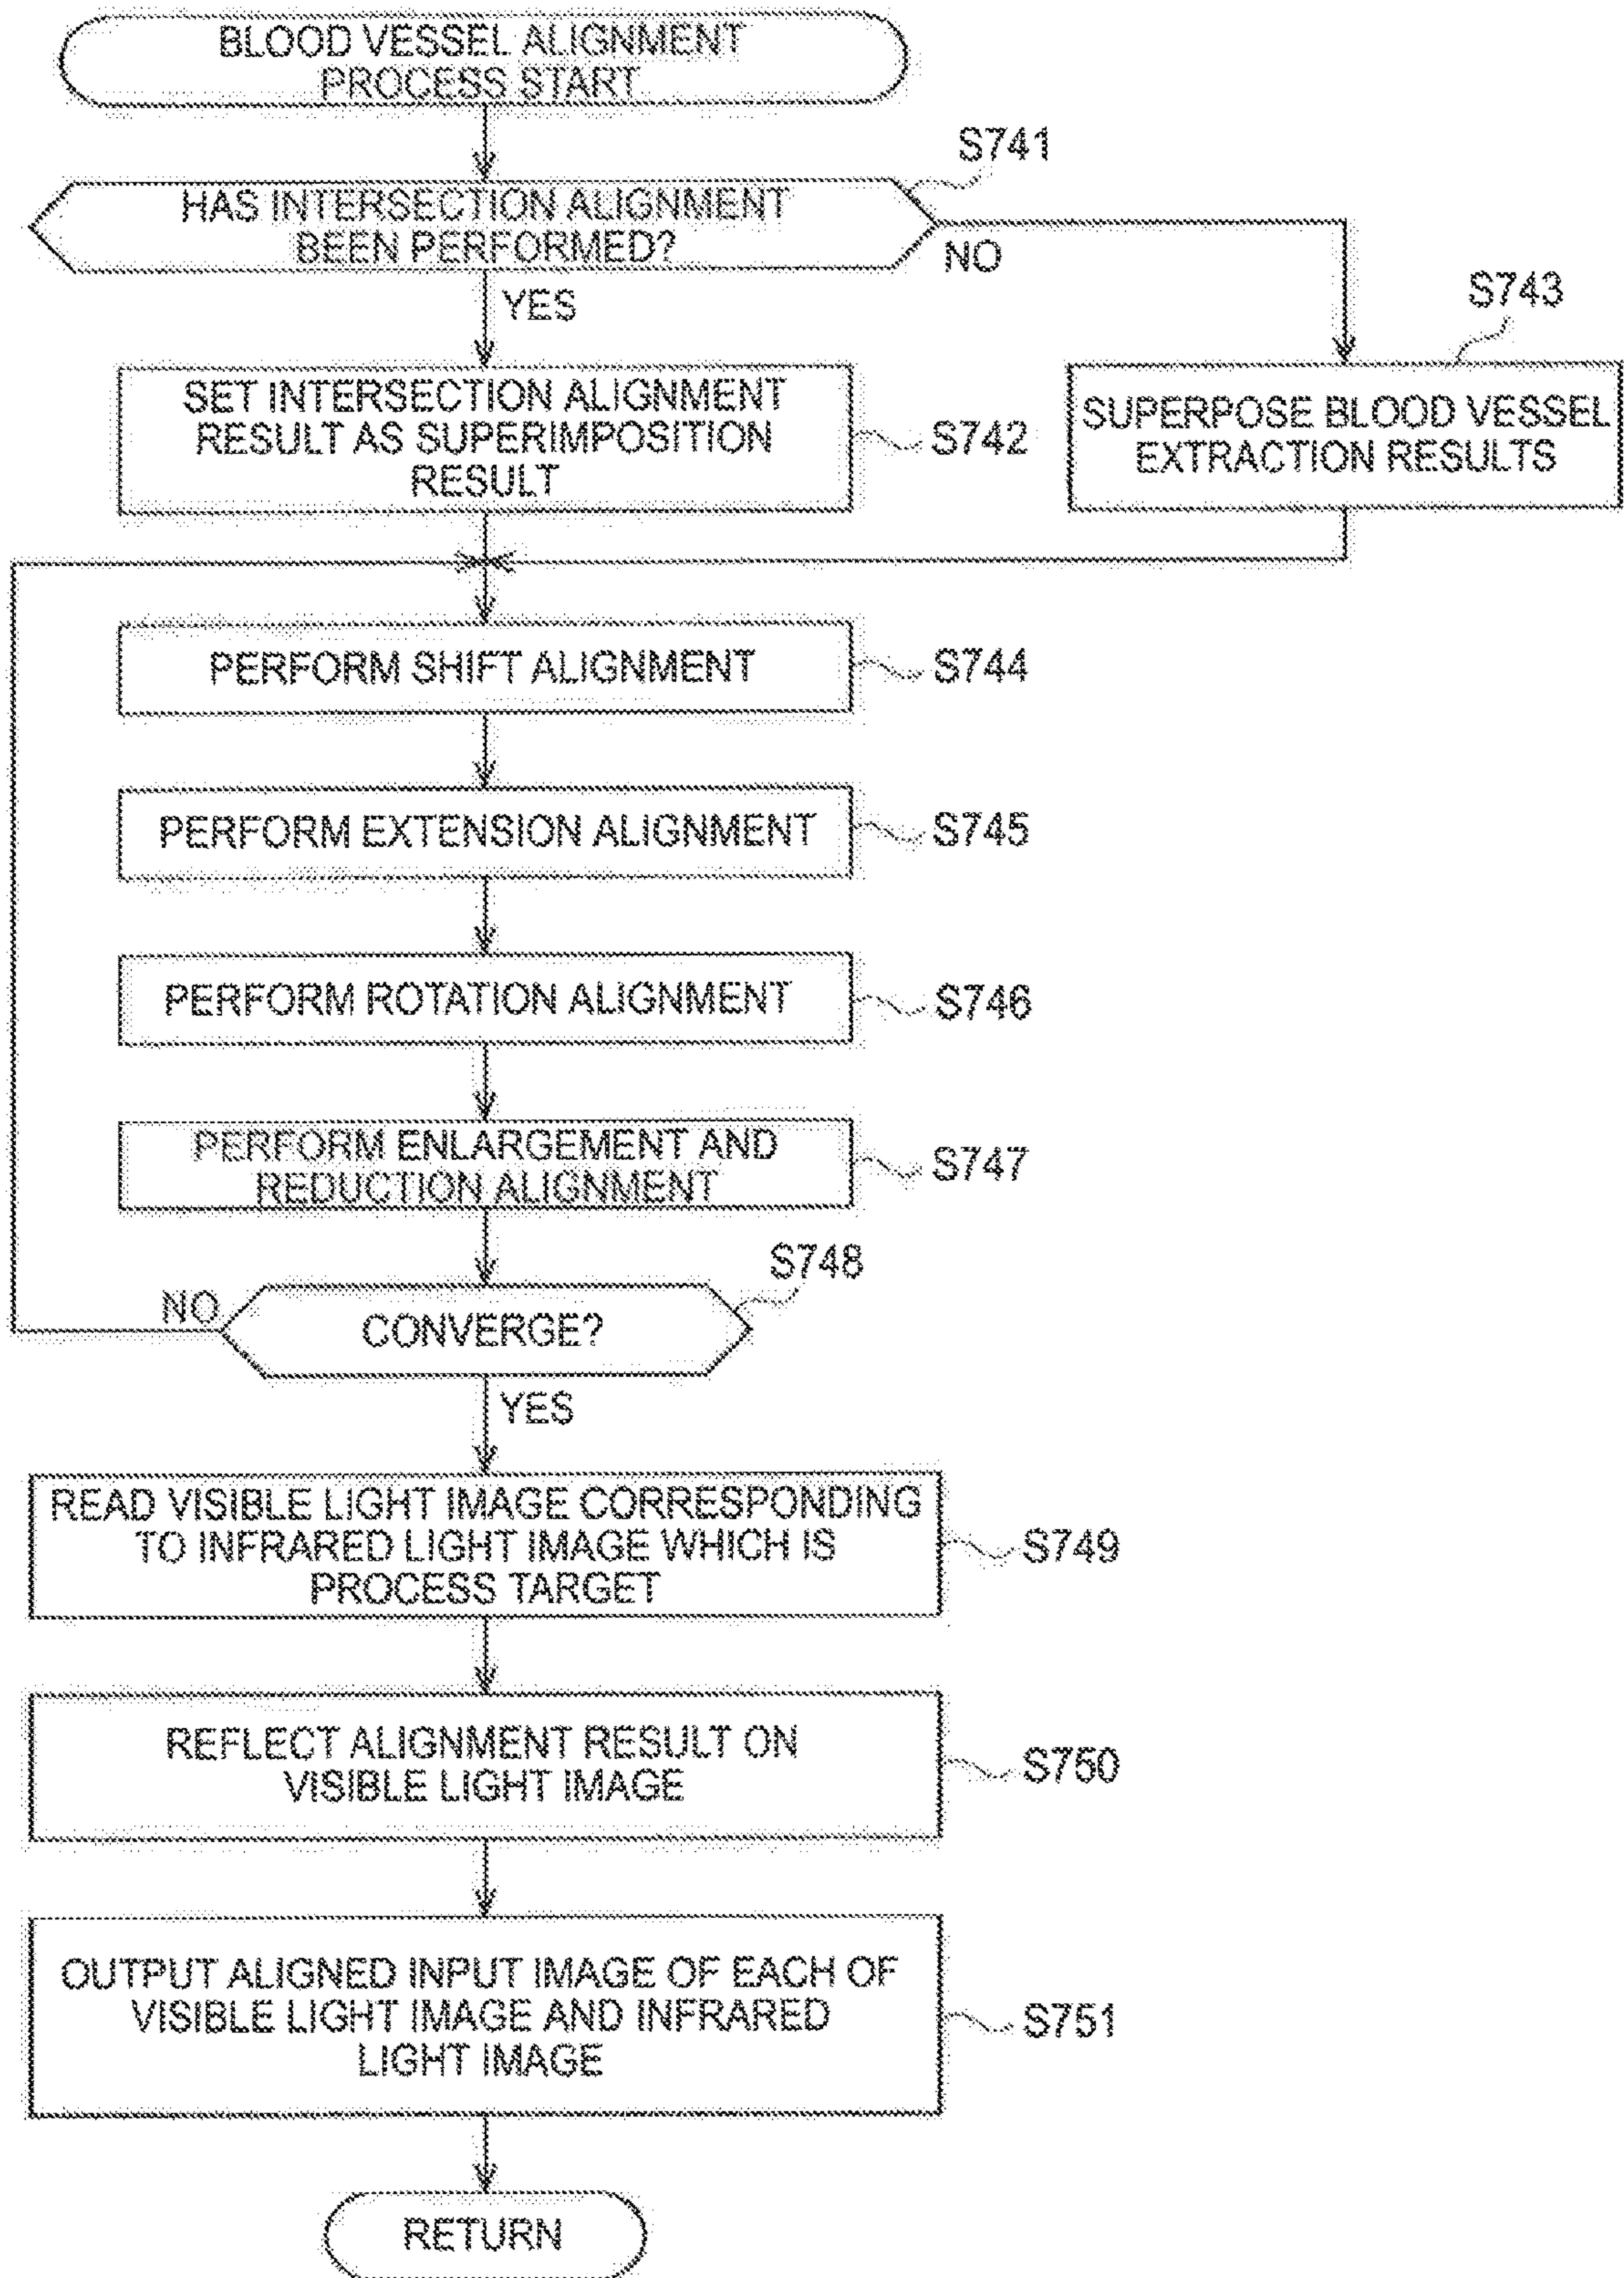 BLOOD VESSEL ALIGNMENT
PROCESS START
S741
HAS INTERSECTION ALIGNMENT
BEEN PERFORMED?
NO
YES
S743
SET INTERSECTION ALIGNMENT
RESULT AS SUPERIMPOSITION
RESULT
S742
SUPERPOSE BLOOD VESSEL
EXTRACTION RESULTS
PERFORM SHIFT ALIGNMENT
S744
PERFORM EXTENSION ALIGNMENT
S745
PERFORM ROTATION ALIGNMENT
S746
PERFORM ENLARGEMENT AND
REDUCTION ALIGNMENT
S747
S748
NO
CONVERGE?
YES
READ VISIBLE LIGHT IMAGE CORRESPONDING
TO INFRARED LIGHT IMAGE WHICH IS
PROCESS TARGET
S749
REFLECT ALIGNMENT RESULT ON
VISIBLE LIGHT IMAGE
S750
OUTPUT ALIGNED INPUT IMAGE OF EACH OF
VISIBLE LIGHT IMAGE AND INFRARED
LIGHT IMAGE
S751
RETURN